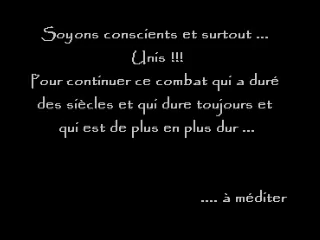 Soyons conscients et surtout ...
Unis !!!
Pour continuer ce combat qui a duré
des siècles et qui dure toujours et
qui est de plus en plus dur ...
.... à méditer